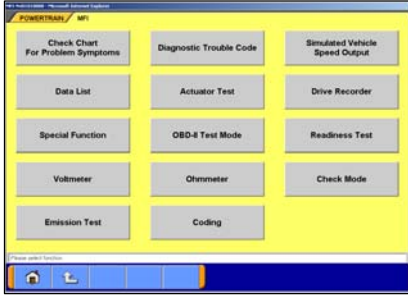 POWERTRAIN / MFI
Check Chart
For Problem Symptoms
Diagnostic Trouble Code
Simulated Vehicle
Speed Output
Data List
Actuator Test
Drive Recorder
Special Function
OBD-II Test Mode
Readiness Test
Voltmeter
Ohmmeter
Check Mode
Emission Test
Coding
Please select function